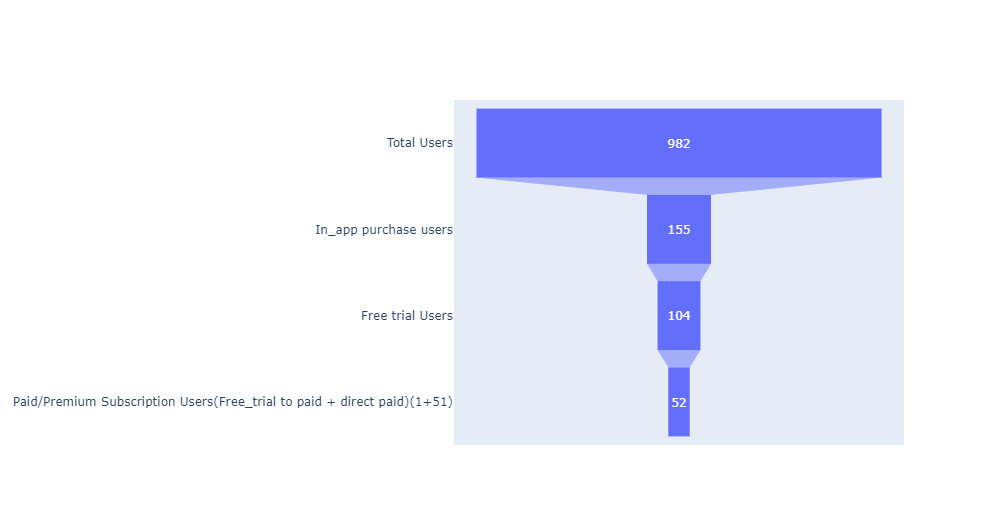 Total Users
982
In_app purchase users
155
Free trial Users
104
Paid/Premium Subscription Users(Free_trial to paid + direct paid)(1+51)
52